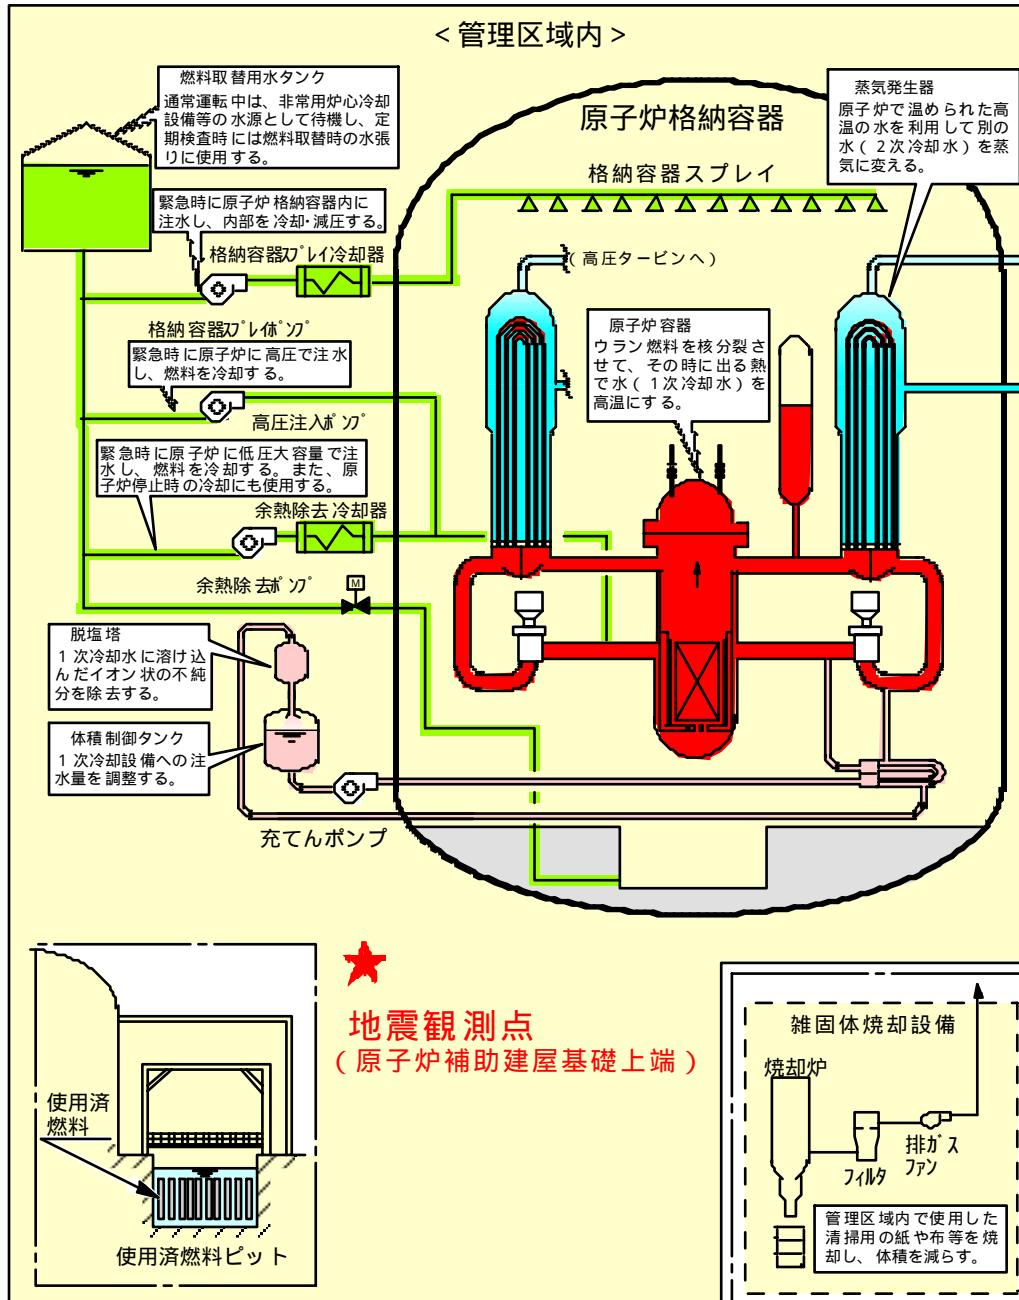 ＜管理区域内＞
燃料取替用水タンク
通常運転中は、非常用炉心冷却
設備等の水源として待機し、定
期検査時には燃料取替時の水張
りに使用する。
蒸気発生器
原子炉で温められた高
温の水を利用して別の
水（２次冷却水）を蒸
気に変える。
原子炉格納容器
格納容器スプレイ
緊急時に原子炉格納容器内に
注水し、内部を冷却・減圧する。
格納容器ｽﾌﾟﾚｲ冷却器
（高圧タービンへ）
格納容器ｽﾌﾟﾚｲﾎﾟﾝﾌﾟ
緊急時に原子炉に高圧で注水
し、燃料を冷却する。
原子炉容器
ウラン燃料を核分裂さ
せて、その時に出る熱
で水（１次冷却水）を
高温にする。
高圧注入ﾎﾟﾝﾌﾟ
緊急時に原子炉に低圧大容量で注
水し、燃料を冷却する。また、原
子炉停止時の冷却にも使用する。
余熱除去冷却器
余熱除去ﾎﾟﾝﾌﾟ
M
脱塩塔
１次冷却水に溶け込
んだイオン状の不純
分を除去する。
体積制御タンク
１次冷却設備への注
水量を調整する。
充てんポンプ
★
地震観測点
（原子炉補助建屋基礎上端）
使用済
燃料
使用済燃料ピット
雑固体焼却設備
焼却炉
フィルタ
排ｶﾞｽ
ファン
管理区域内で使用した
清掃用の紙や布等を焼
却し、体積を減らす。